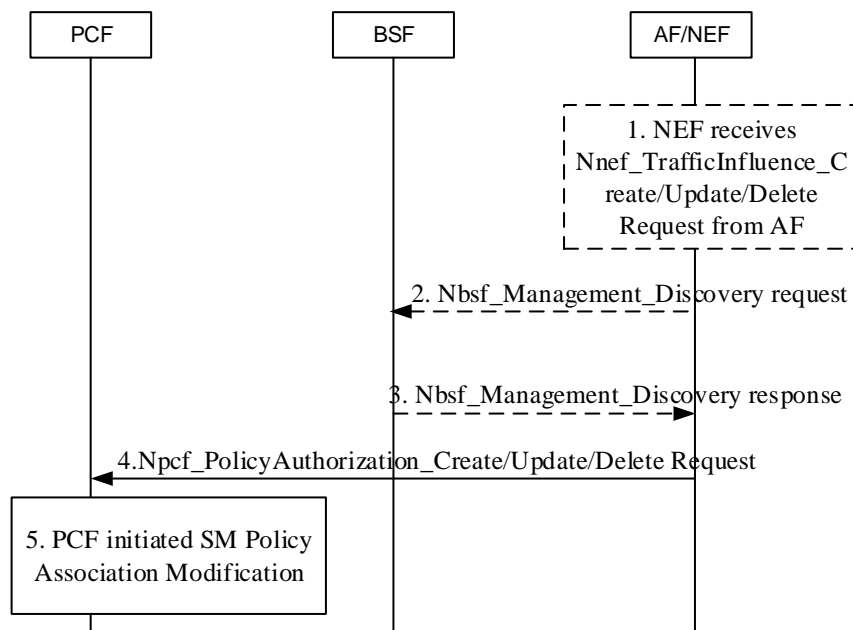 PCF
BSF
AF/NEF
1. NEF receives
Nnef_TrafficInfluence_C
reate/Update/Delete
Request from AF
2. Nbsf_Management_Discovery request
3. Nbsf_Management_Discovery response
4.Npcf_PolicyAuthorization_Create/Update/Delete Request
5. PCF initiated SM Policy
Association Modification